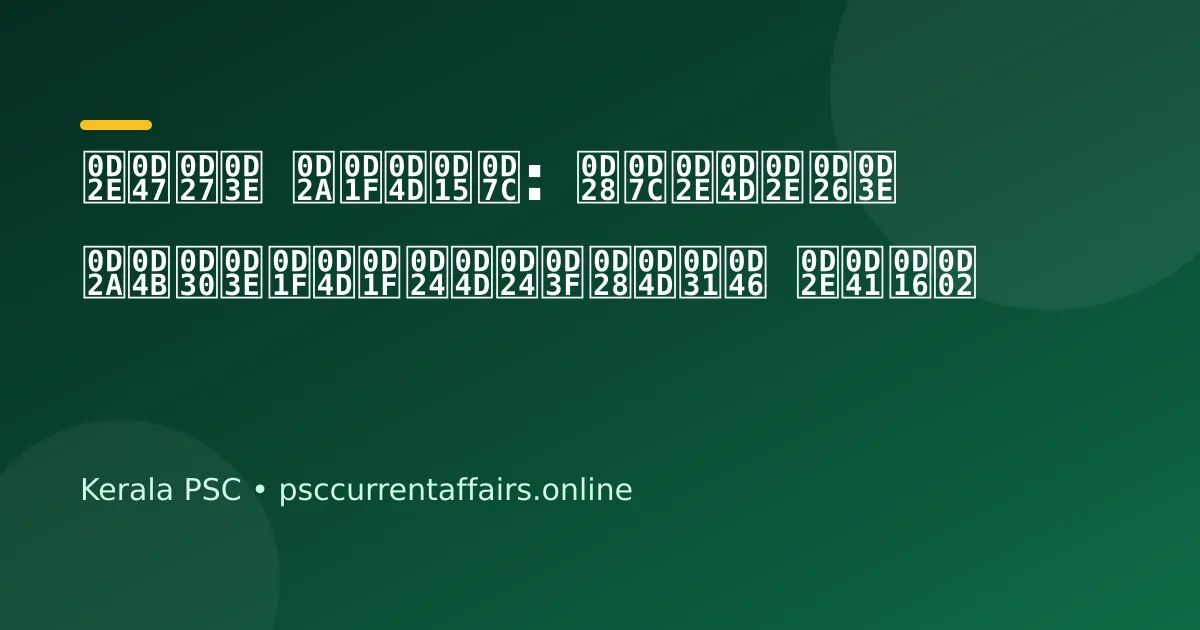 മേധാ പട്കർ: നർമ്മദാ
പോരാട്ടത്തിന്റെ മുഖം
Kerala PSC • psccurrentaffairs.online